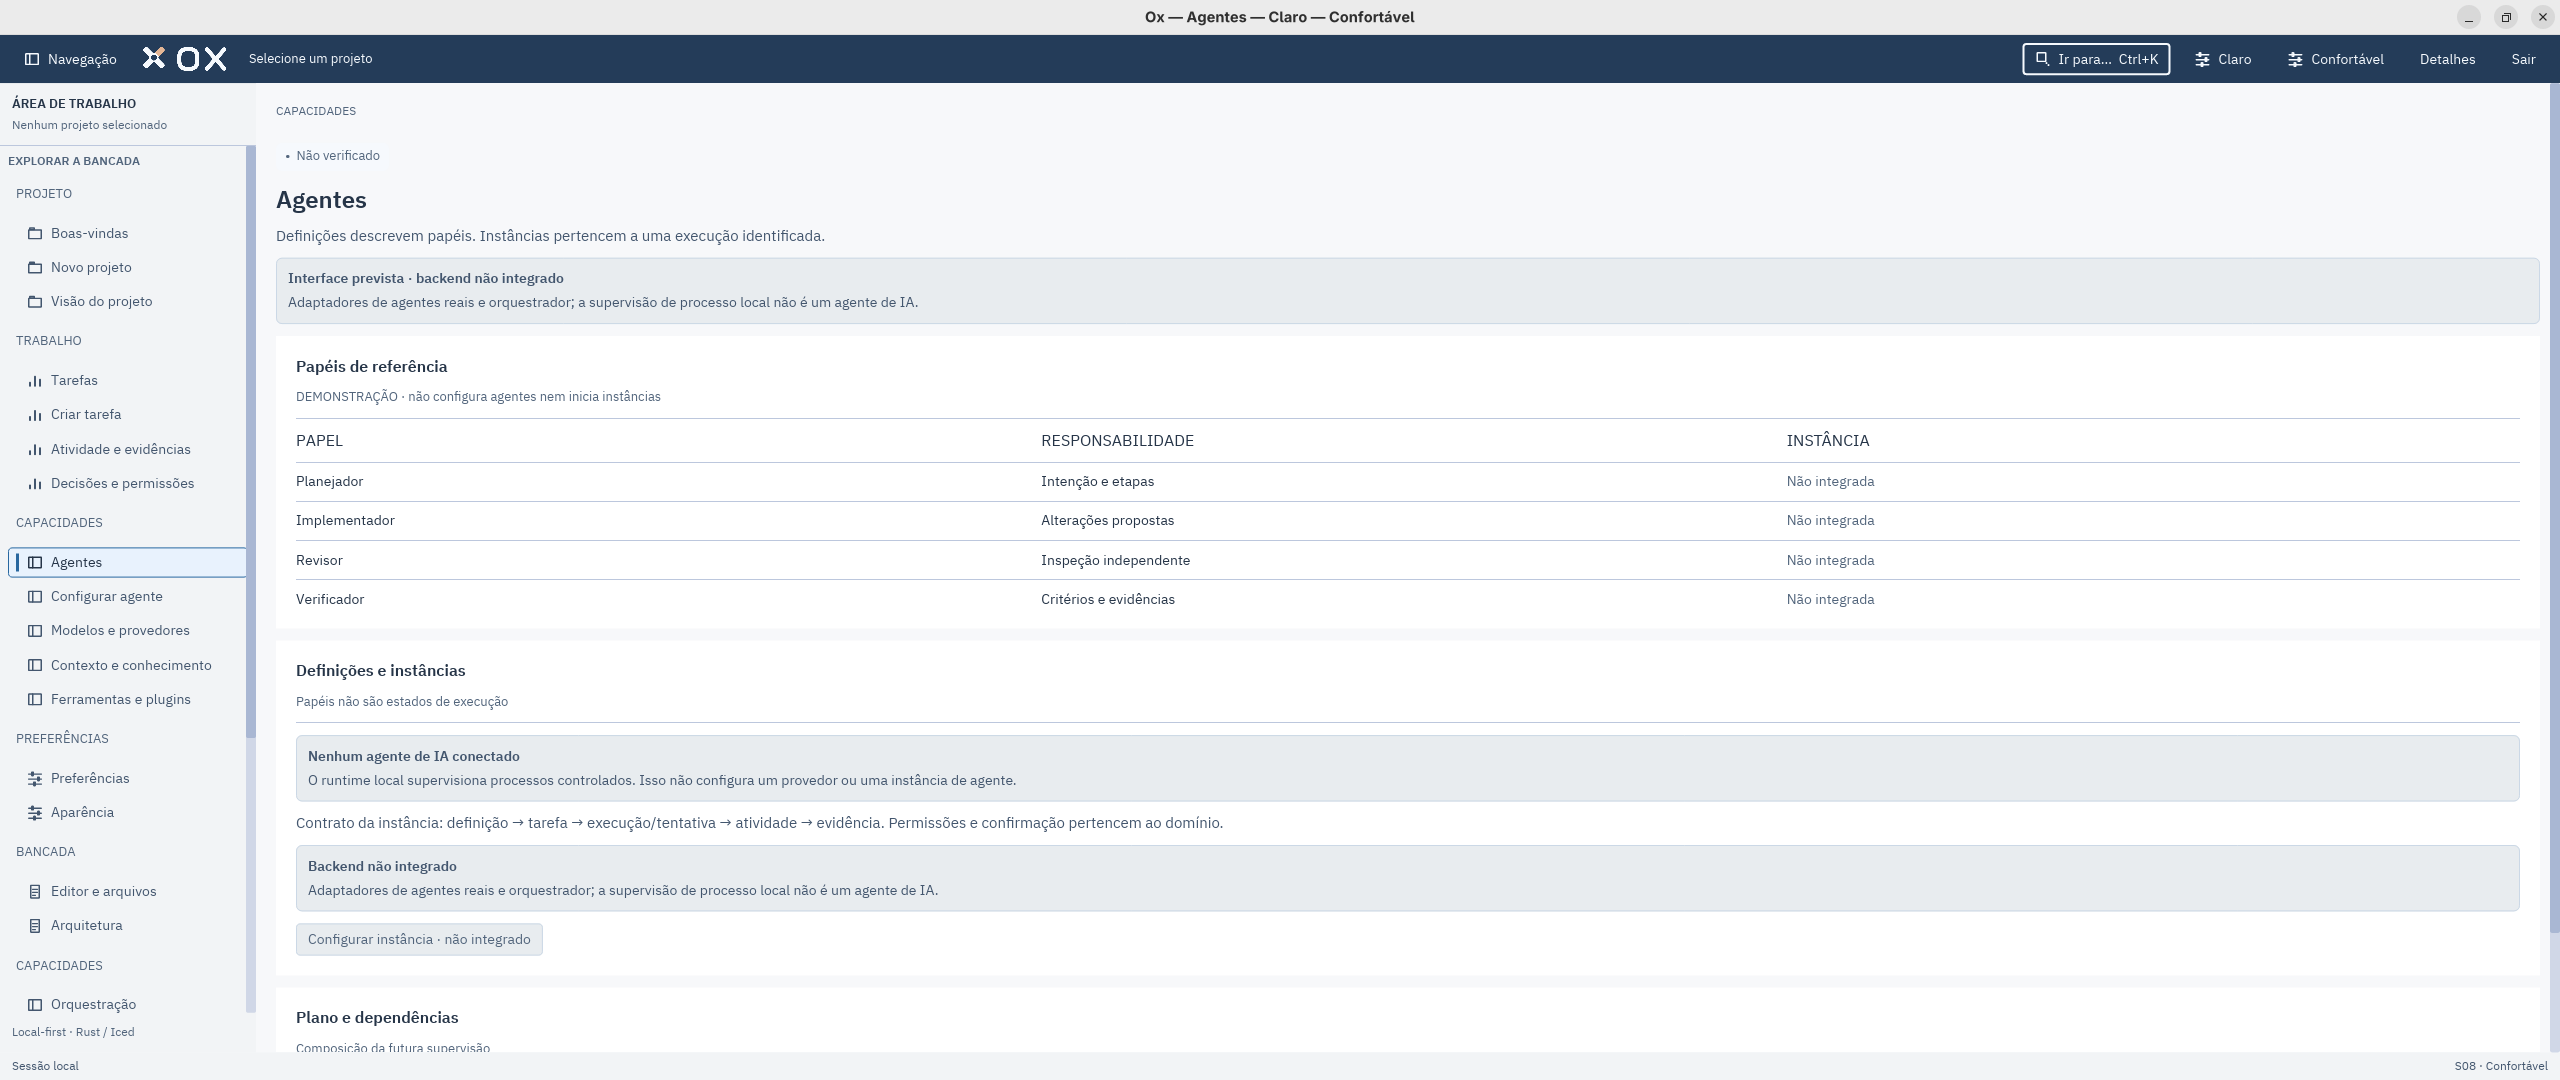 Ox — Agentes — Claro — Confortável
Navegação
OX
Selecione um projeto
Ir para... Ctrl+K
Claro
Confortável
Detalhes
Sair
ÁREA DE TRABALHO
Nenhum projeto selecionado
EXPLORAR A BANCADA
PROJETO
Boas-vindas
Novo projeto
Visão do projeto
TRABALHO
Tarefas
Criar tarefa
Atividade e evidências
Decisões e permissões
CAPACIDADES
Agentes
Configurar agente
Modelos e provedores
Contexto e conhecimento
Ferramentas e plugins
PREFERÊNCIAS
Preferências
Aparência
BANCADA
Editor e arquivos
Arquitetura
CAPACIDADES
Orquestração
Local-first · Rust / Iced
CAPACIDADES
• Não verificado
Agentes
Definições descrevem papéis. Instâncias pertencem a uma execução identificada.
Interface prevista · backend não integrado
Adaptadores de agentes reais e orquestrador; a supervisão de processo local não é um agente de IA.
Papéis de referência
DEMONSTRAÇÃO · não configura agentes nem inicia instâncias
PAPEL RESPONSABILIDADE INSTÂNCIA
Planejador Intenção e etapas Não integrada
Implementador Alterações propostas Não integrada
Revisor Inspeção independente Não integrada
Verificador Critérios e evidências Não integrada
Definições e instâncias
Papéis não são estados de execução
Nenhum agente de IA conectado
O runtime local supervisiona processos controlados. Isso não configura um provedor ou uma instância de agente.
Contrato da instância: definição → tarefa → execução/tentativa → atividade → evidência. Permissões e confirmação pertencem ao domínio.
Backend não integrado
Adaptadores de agentes reais e orquestrador; a supervisão de processo local não é um agente de IA.
Configurar instância · não integrado
Plano e dependências
Composição da futura supervisão
Sessão local
S08 · Confortável